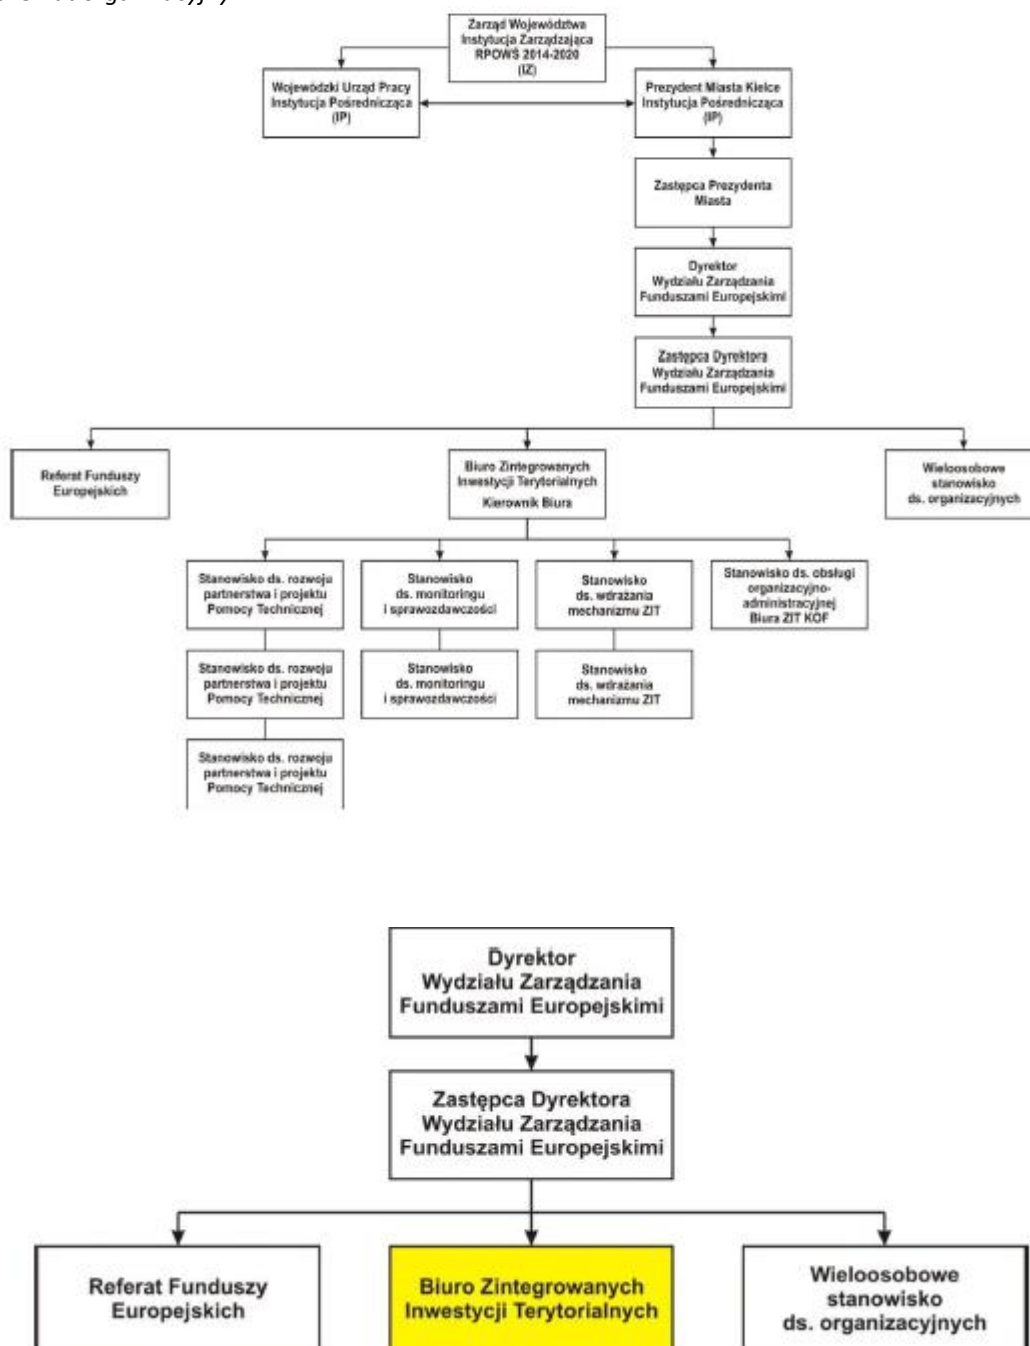 Zarząd Województwa
Instytucja Zarządzająca
RPOWŚ 2014-2020
(IZ)
Wojewódzki Urząd Pracy
Instytucja Pośrednicząca
(IP)
Prezydent Miasta Kielce
Instytucja Pośrednicząca
(IP)
Zastępca Prezydenta
Miasta
Dyrektor
Wydziału Zarządzania
Funduszami Europejskimi
Zastępca Dyrektora
Wydziału Zarządzania
Funduszami Europejskimi
Referat Funduszy
Europejskich
Biuro Zintegrowanych
Inwestycji Terytorialnych
Kierownik Biura
Wieloosobowe
stanowisko
ds. organizacyjnych
Stanowisko ds. rozwoju
partnerstwa i projektu
Pomocy Technicznej
Stanowisko
ds. monitoringu
i sprawozdawczości
Stanowisko
ds. wdrażania
mechanizmu ZIT
Stanowisko ds. obsługi
organizacyjno-
administracyjnej
Biura ZIT KOF
Stanowisko ds. rozwoju
partnerstwa i projektu
Pomocy Technicznej
Stanowisko
ds. monitoringu
i sprawozdawczości
Stanowisko
ds. wdrażania
mechanizmu ZIT
Stanowisko ds. rozwoju
partnerstwa i projektu
Pomocy Technicznej
Dyrektor
Wydziału Zarządzania
Funduszami Europejskimi
Zastępca Dyrektora
Wydziału Zarządzania
Funduszami Europejskimi
Referat Funduszy
Europejskich
Biuro Zintegrowanych
Inwestycji Terytorialnych
Wieloosobowe
stanowisko
ds. organizacyjnych